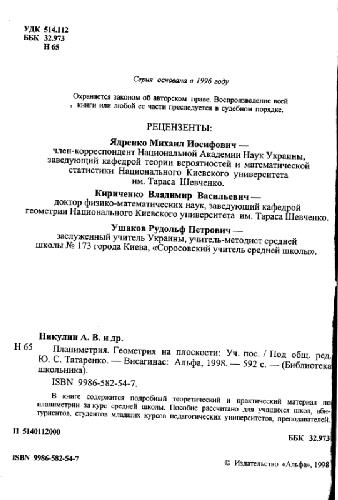 УДК 514.112
ББК 32.973
Н 65
Серия основана в 1996 году
Охраняется законом об авторском праве. Воспроизведение всей
книги или любой ее части преследуется в судебном порядке.
РЕЦЕНЗЕНТЫ:
Ядренко Михаил Иосифович —
член-корреспондент Национальной Академии Наук Украины,
заведующий кафедрой теории вероятностей и математической
статистики Национального Киевского университета
им. Тараса Шевченко.
Кириченко Владимир Васильевич —
доктор физико-математических наук, заведующий кафедрой
геометрии Национального Киевского университета им. Тараса Шевченко.
Ушаков Рудольф Петрович —
заслуженный учитель Украины, учитель-методист средней
школы № 173 города Киева, «Соросовский учитель средней школы».
Никулин А. В. и др.
Н 65 Планиметрия. Геометрия на плоскости: Уч. пос. / Под общ. ред.
Ю. С. Татаренко. — Висагинас: Альфа, 1998. — 592 с. — (Библиотека
школьника).
ISBN 9986-582-54-7.
В книге содержится подробный теоретический и практический материал по
планиметрии за курс средней школы. Пособие рассчитано для учащихся школ, аби-
туриентов, студентов младших курсов педагогических университетов, преподавателей.
П 5140112000
ББК 32.973
ISBN 9986-582-54-7
© Издательство «Альфа», 1998